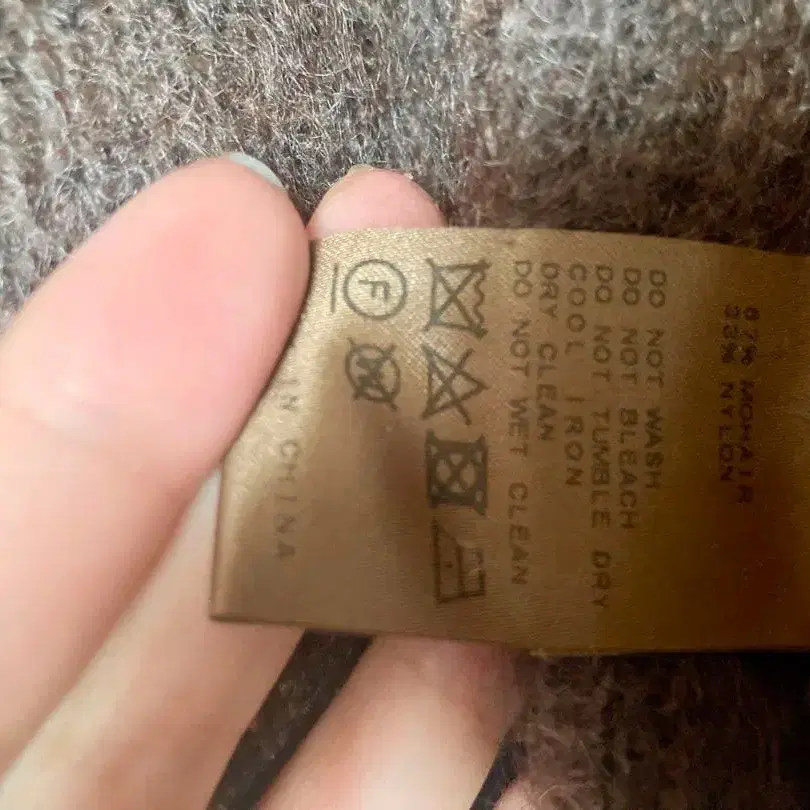 67% MOHAIR
33% NYLON
DO NOT WASH
DO NOT BLEACH
DO NOT TUMBLE DRY
COOL IRON
DRY CLEAN
DO NOT WET CLEAN
F
W
IN CHINA